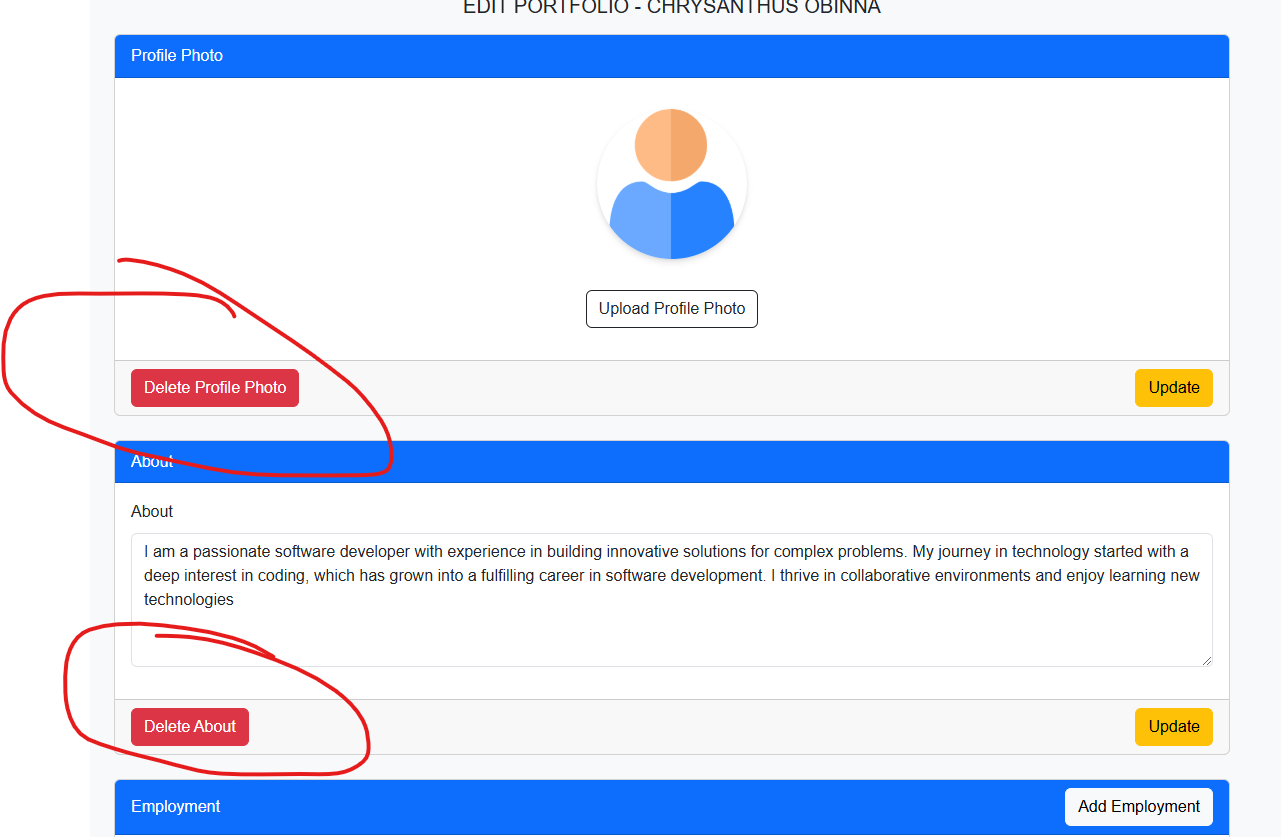 EDIT PORTFOLIO - CHRYSANTHUS OBINNA
Profile Photo
Upload Profile Photo
Delete Profile Photo
Update
About
About
I am a passionate software developer with experience in building innovative solutions for complex problems. My journey in technology started with a
deep interest in coding, which has grown into a fulfilling career in software development. I thrive in collaborative environments and enjoy learning new
technologies
Delete About
Update
Employment
Add Employment